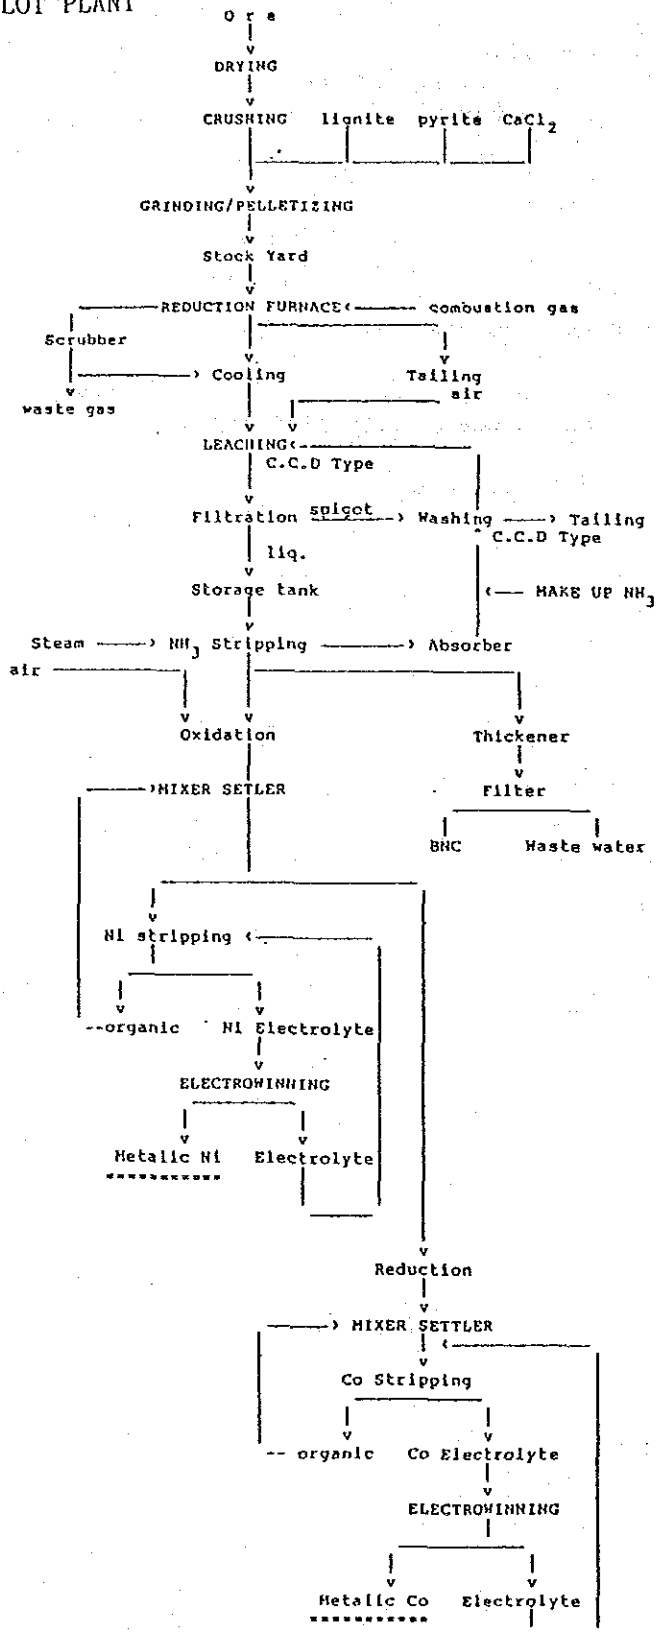 LOT PLANT
Ore
DRYING
CRUSHING lignite pyrite CaCl2
GRINDING/PELLETIZING
Stock Yard
REDUCTION FURNACE<—— combustion gas
Scrubber
Cooling Tailing
waste gas air
LEACHING
C.C.D Type
Filtration spigot Washing Tailing
C.C.D Type
liq.
Storage tank MAKE UP NH3
Steam NH3 Stripping Absorber
air
Oxidation Thickener
MIXER SETLER Filter
BNC Waste water
Ni stripping
--organic Ni Electrolyte
ELECTROWINNING
Metalic Ni Electrolyte
Reduction
MIXER SETTLER
Co Stripping
-- organic Co Electrolyte
ELECTROWINNING
Metalic Co Electrolyte